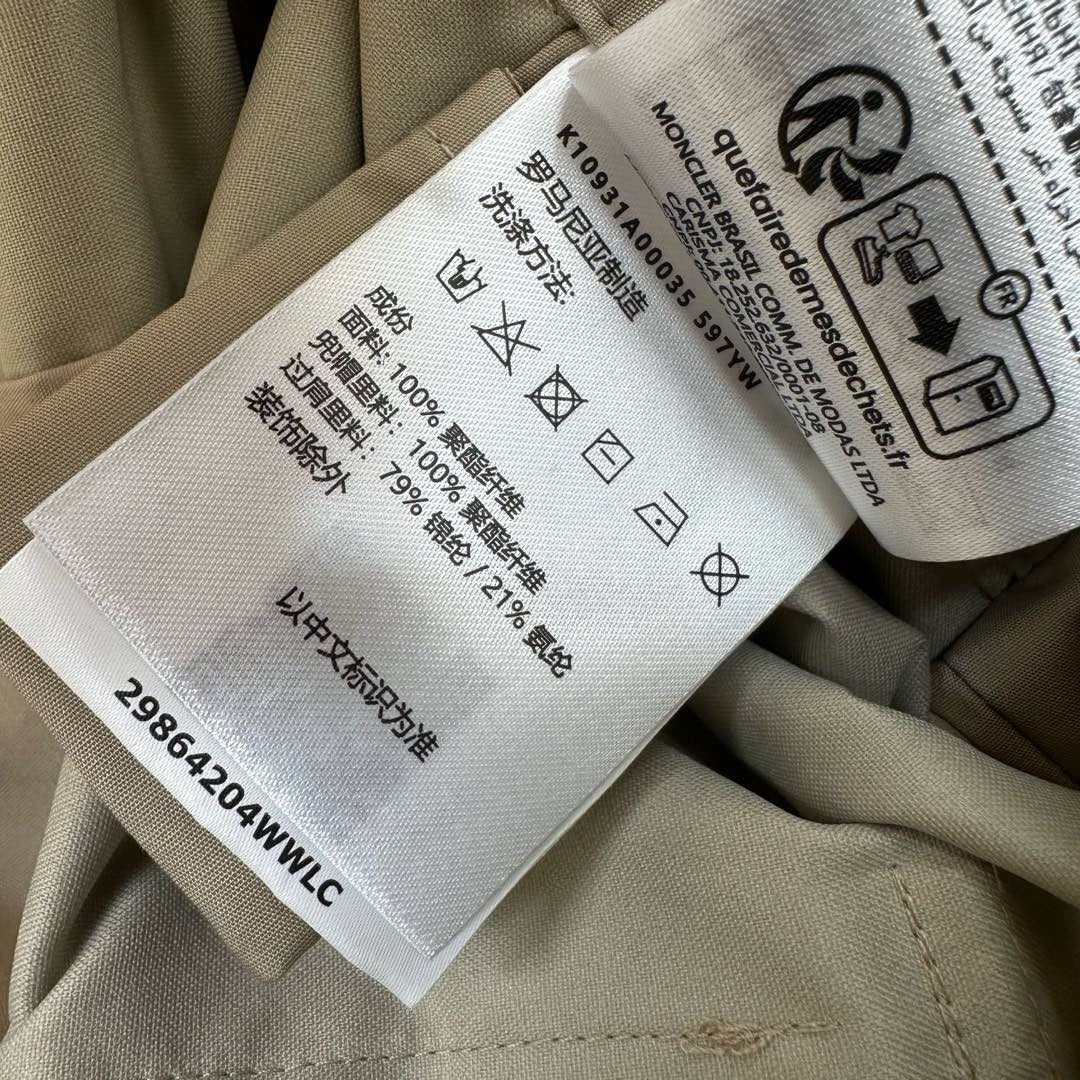 K10931A00035 597YW
罗马尼亚制造
洗涤方法:
成份
面料: 100% 聚酯纤维
兜帽里料: 100% 聚酯纤维
过肩里料: 79% 锦纶 / 21% 氨纶
装饰除外
以中文标识为准
29864204WWLC
FR
quefairedemesdechets.fr
MONCLER BRASIL COMM. DE MODAS LTDA
CNPJ: 18.252.632/0001-08
CARISMA COMERCIAL LTDA